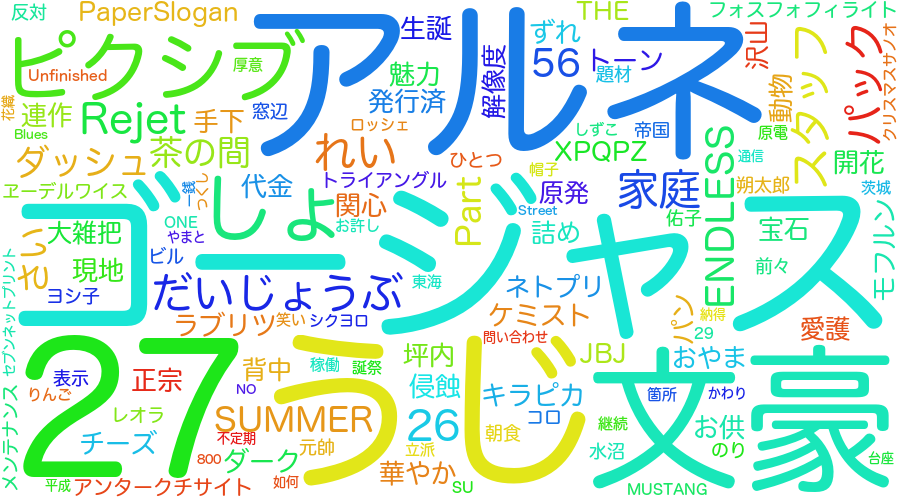 反対
PaperSlogan
アルネ
生誕
THE
フォスフォフィライト
ピクシブ
厚意
ずれ
沢山
クリスマスサノオ
Unfinished
魅力
56
トーン
スタッフ
パック
花織
連作
Rejet
手下
窓辺
発行済
解像度
題材
動物
Blues
ロッシェ
しずこ
帝国
原電
ダッシュ
茶の間
れい
ひとつ
XPQPZ
通信
開花
ヱーデルワイス
一戯
つくし
代金
トライアングル
帽子
原発
家庭
朔太郎
茨城
ゴージャス
しょ
関心
Part
Street
ENDLESS
ONE
お許し
佑子
さい
大雑把
やまと
詰め
宝石
モフルン
セブンネットプリント
現地
ビル
東海
前々
ヨシ子
だいじょうぶ
ネトプリ
ラブリツ
笑い
シクヨロ
ケミスト
パン
納得
愛護
27
うじ
問い合わせ
29
メンテナンス
表示
正宗
背中
稼働
誕祭
坪内
JBJ
おやま
文豪
りんご
NO
侵蝕
キラピカ
箇所
かわり
レオラ
SUMMER
26
コロ
継続
お供
チーズ
不定期
元帥
立派
朝食
水沼
のり
800
ダーク
台座
平成
アンタークチサイト
如何
華やか
SU
MUSTANG